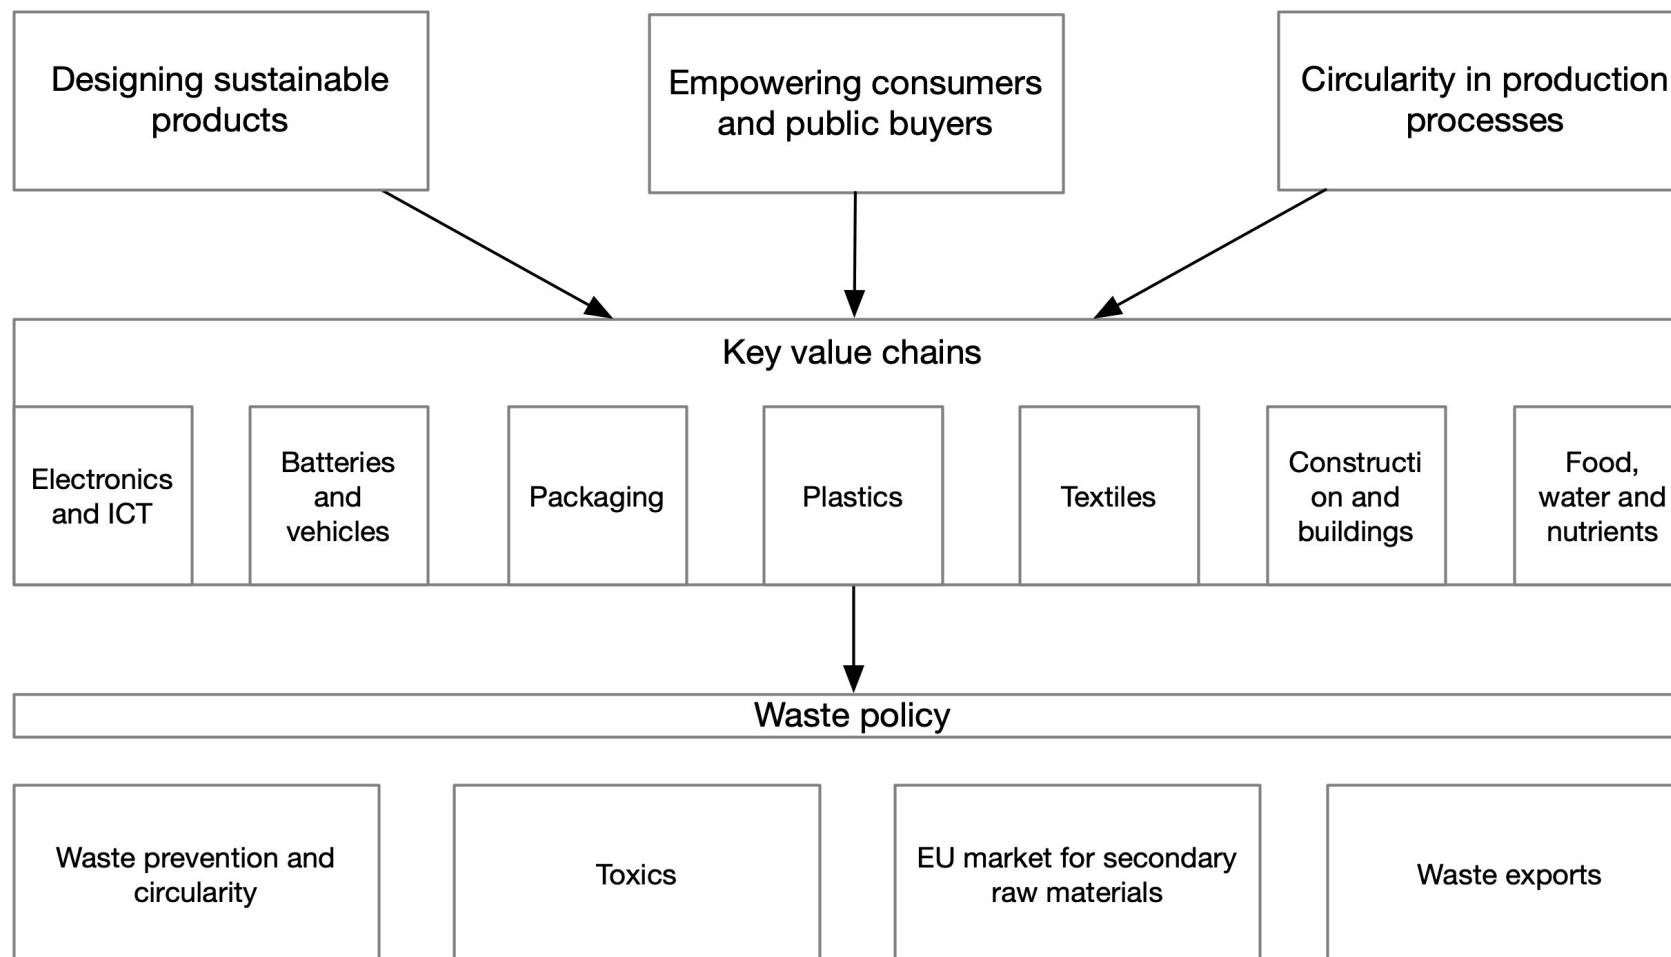 Designing sustainable
products
Empowering consumers
and public buyers
Circularity in production
processes
Key value chains
Electronics
and ICT
Batteries
and
vehicles
Packaging
Plastics
Textiles
Constructi
on and
buildings
Food,
water and
nutrients
Waste policy
Waste prevention and
circularity
Toxics
EU market for secondary
raw materials
Waste exports